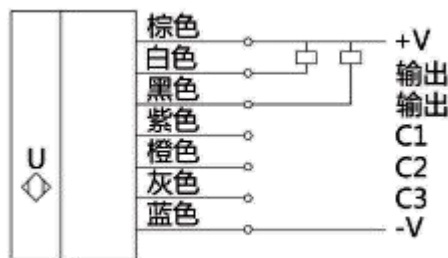 棕色 +V
白色 输出
黑色 输出
紫色 C1
橙色 C2
灰色 C3
蓝色 -V
U